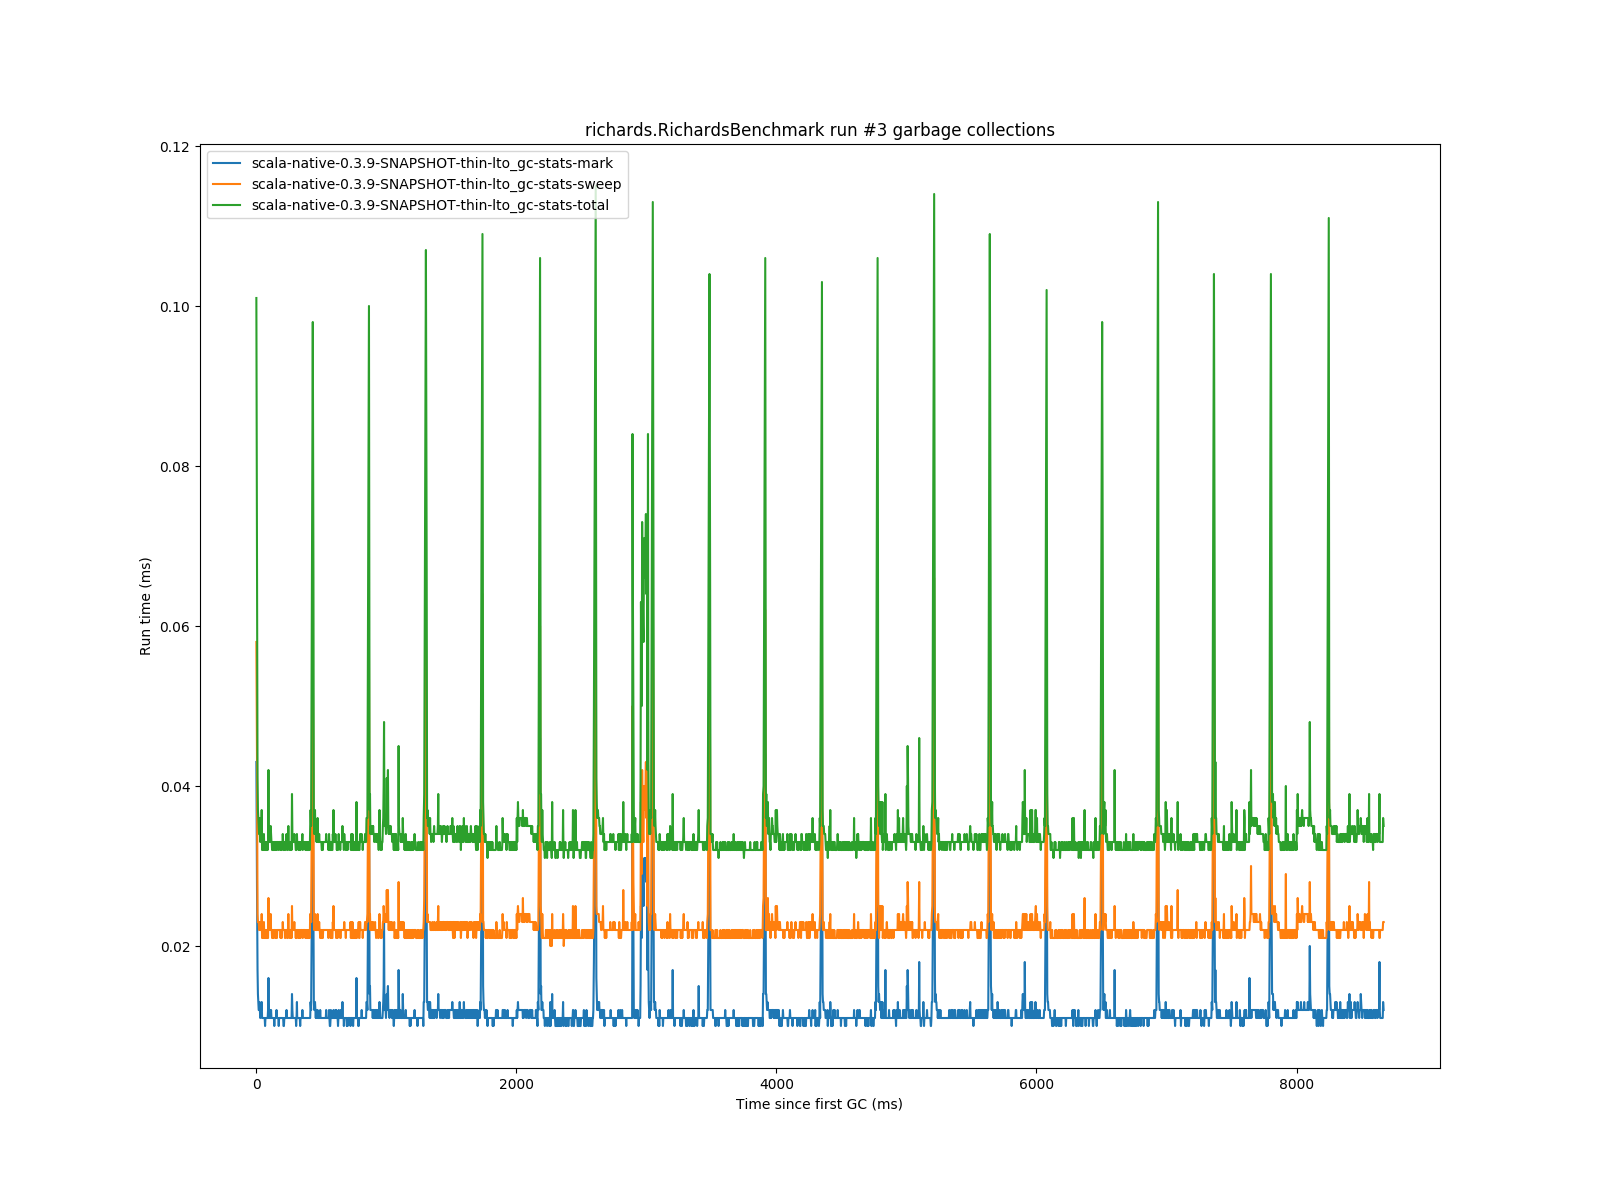 richards.RichardsBenchmark run #3 garbage collections
scala-native-0.3.9-SNAPSHOT-thin-lto_gc-stats-mark
scala-native-0.3.9-SNAPSHOT-thin-lto_gc-stats-sweep
scala-native-0.3.9-SNAPSHOT-thin-lto_gc-stats-total
0.12
0.10
0.08
0.06
0.04
0.02
Run time (ms)
0 2000 4000 6000 8000
Time since first GC (ms)